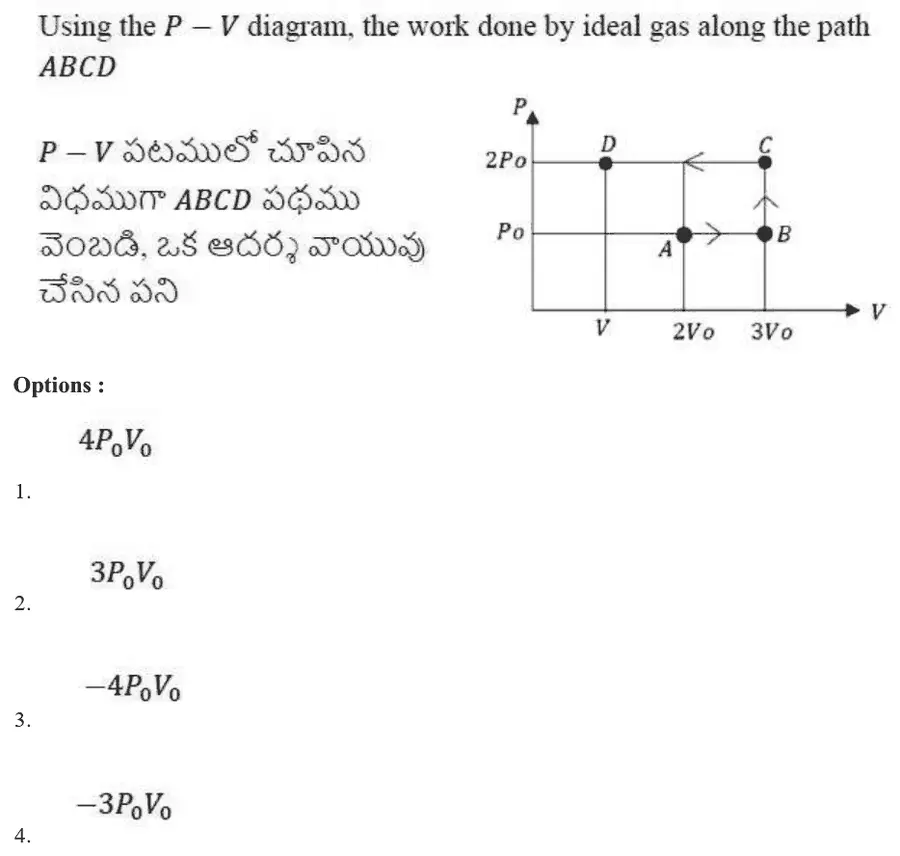 Using the P – V diagram, the work done by ideal gas along the path
ABCD
P – V పటములో చూపిన
విధముగా ABCD పథము
వెంబడి, ఒక ఆదర్శ వాయువు
చేసిన పని
P
D
C
2Po
Po
A
B
V
V
2Vo
3Vo
Options :
4P₀V₀
1.
3P₀V₀
2.
−4P₀V₀
3.
−3P₀V₀
4.